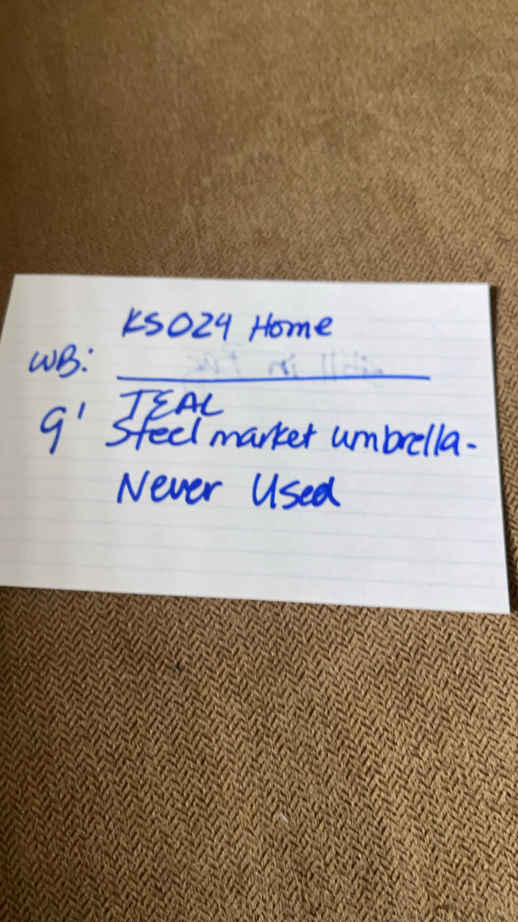 KS024 Home
WB:
TEAL
9' Steel market umbrella-
Never Used